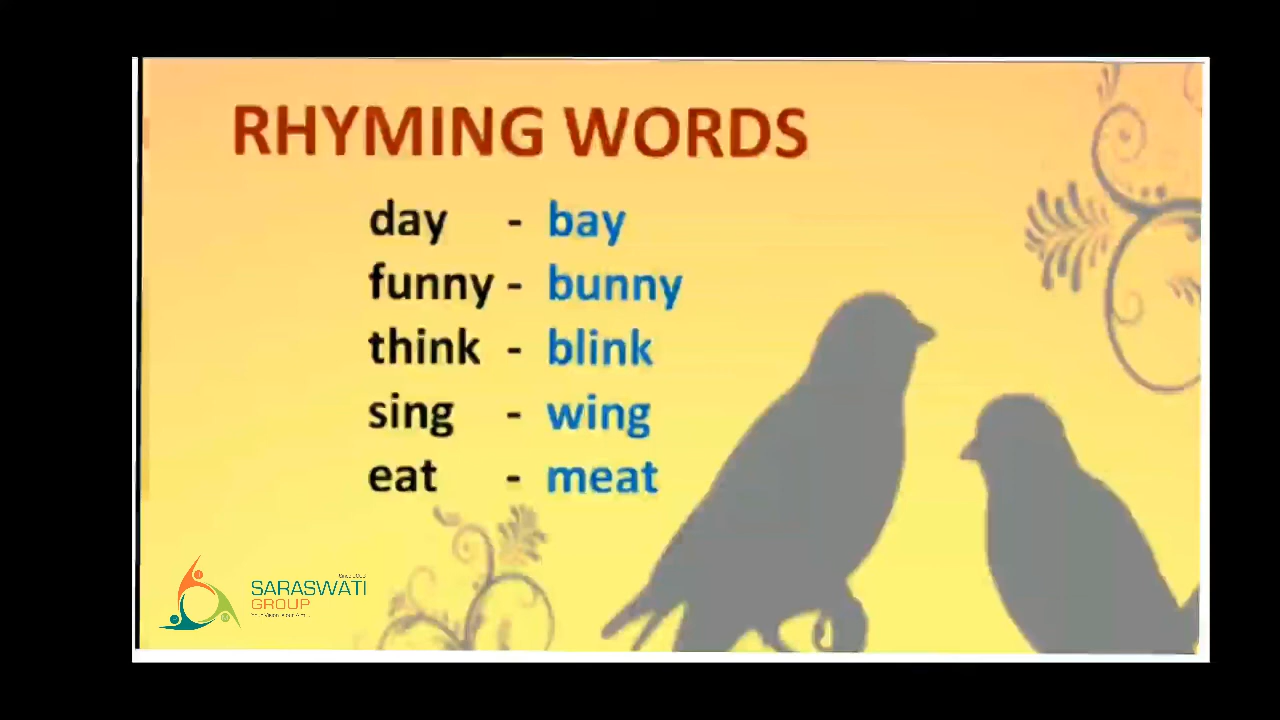 RHYMING WORDS
day - bay
funny - bunny
think - blink
sing - wing
eat - meat
SARASWATI
GROUP